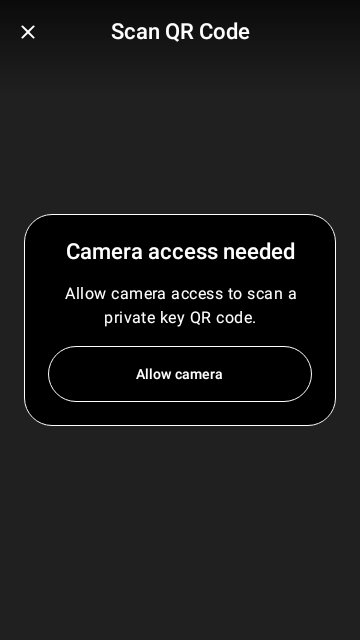 Scan QR Code
Camera access needed
Allow camera access to scan a
private key QR code.
Allow camera